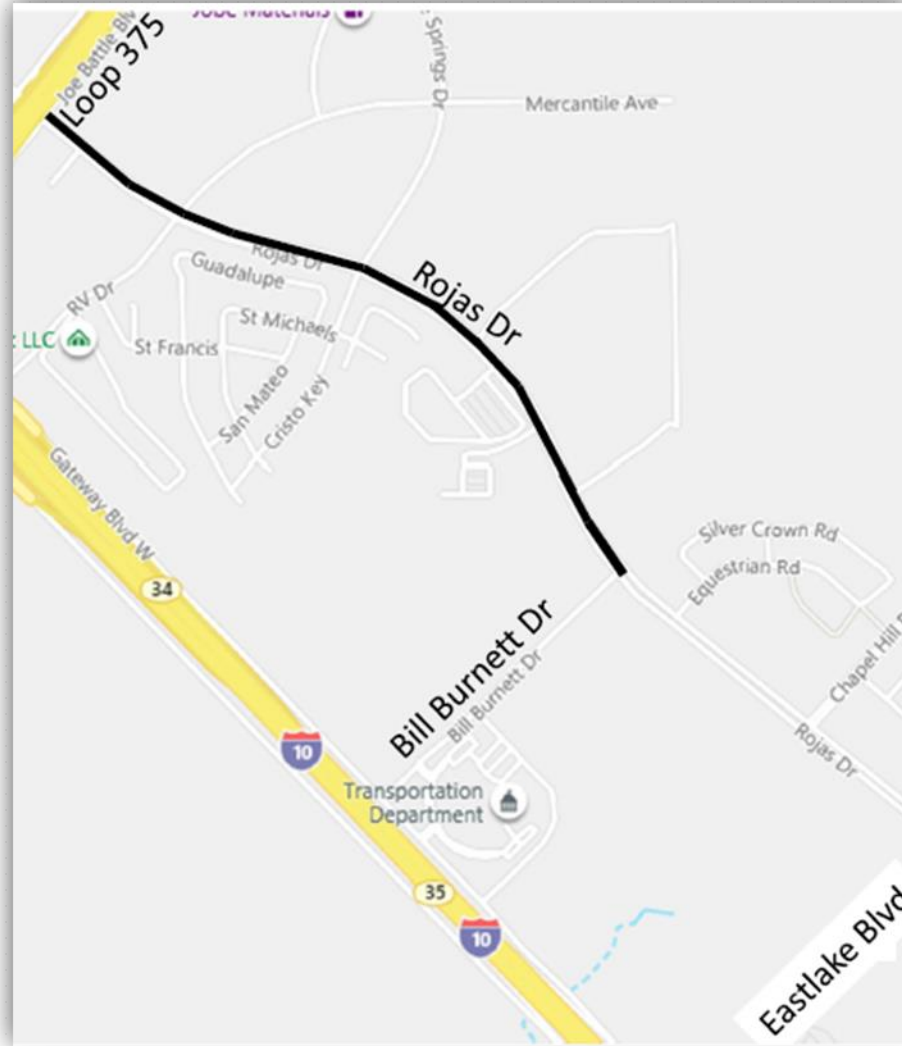 Joe Battle Blv
Loop 375
Springs Dr
Mercantile Ave
Rojas Dr
Guadalupe
Rojas Dr
RV Dr
St Michaels
LLC
St Francis
San Mateo
Cristo Key
Gateway Blvd W
34
Silver Crown Rd
Equestrian Rd
Bill Burnett Dr
Bill Burnett Dr
Chapel Hill
10
Rojas Dr
Transportation
Department
35
10
Eastlake Blvd